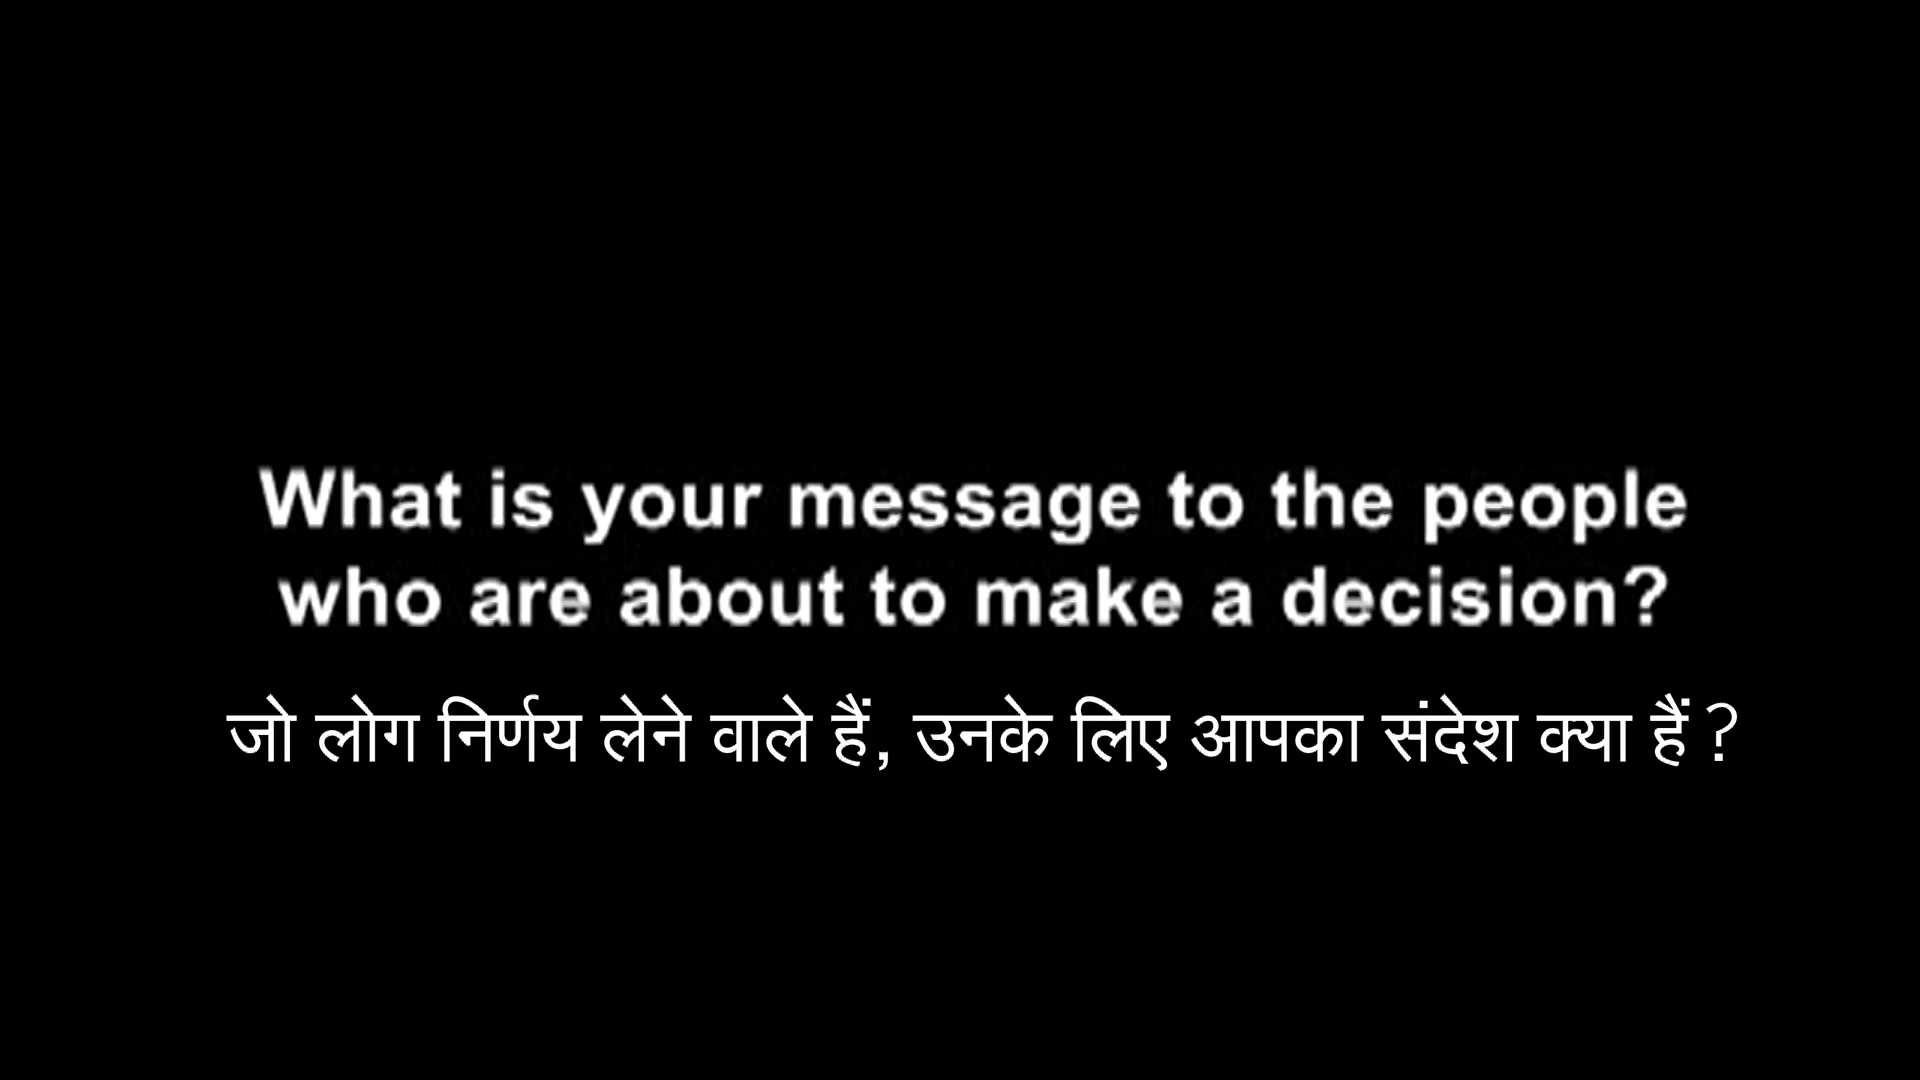 What is your message to the people
who are about to make a decision?
जो लोग निर्णय लेने वाले हैं, उनके लिए आपका संदेश क्या हैं ?